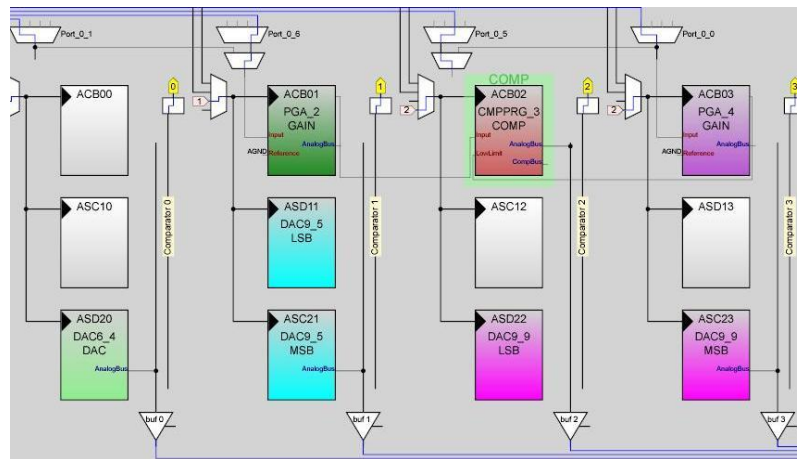 Port_0_1
Port_0_6
Port_0_5
Port_0_0
COMP
0
1
2
3
ACB00
1
ACB01
PGA_2
GAIN
Input
AnalogBus
AGND
Reference
2
ACB02
CMPPRG_3
COMP
Input
AnalogBus
LowLimit
CompBus
2
ACB03
PGA_4
GAIN
Input
AnalogBus
AGND
Reference
Comparator 0
Comparator 1
Comparator 2
Comparator 3
ASC10
ASD11
DAC9_5
LSB
ASC12
ASD13
ASD20
DAC6_4
DAC
AnalogBus
ASC21
DAC9_5
MSB
AnalogBus
ASD22
DAC9_9
LSB
ASC23
DAC9_9
MSB
AnalogBus
buf 0
buf 1
buf 2
buf 3